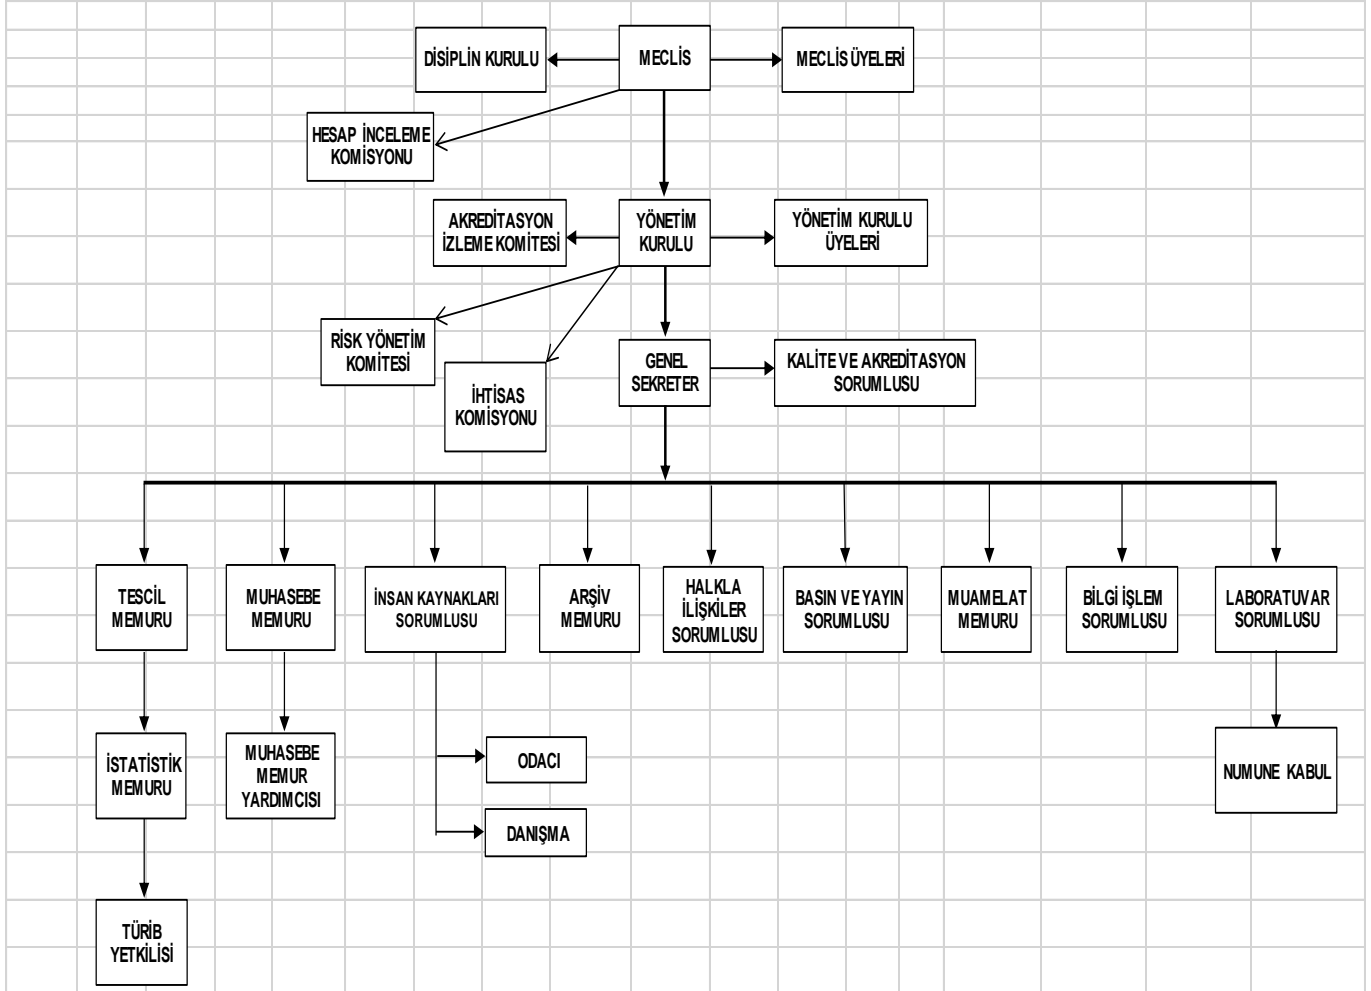 DİSİPLİN KURULU
MECLİS
MECLİS ÜYELERİ
HESAP İNCELEME
KOMİSYONU
AKREDİTASYON
İZLEME KOMİTESİ
YÖNETİM
KURULU
YÖNETİM KURULU
ÜYELERİ
RİSK YÖNETİM
KOMİTESİ
İHTİSAS
KOMİSYONU
GENEL
SEKRETER
KALİTE VE AKREDİTASYON
SORUMLUSU
TESCİL
MEMURU
MUHASEBE
MEMURU
İNSAN KAYNAKLARI
SORUMLUSU
ARŞİV
MEMURU
HALKLA
İLİŞKİLER
SORUMLUSU
BASIN VE YAYIN
SORUMLUSU
MUAMELAT
MEMURU
BİLGİ İŞLEM
SORUMLUSU
LABORATUVAR
SORUMLUSU
İSTATİSTİK
MEMURU
MUHASEBE
MEMUR
YARDIMCISI
ODACI
DANIŞMA
NUMUNE KABUL
TÜRİB
YETKİLİSİ